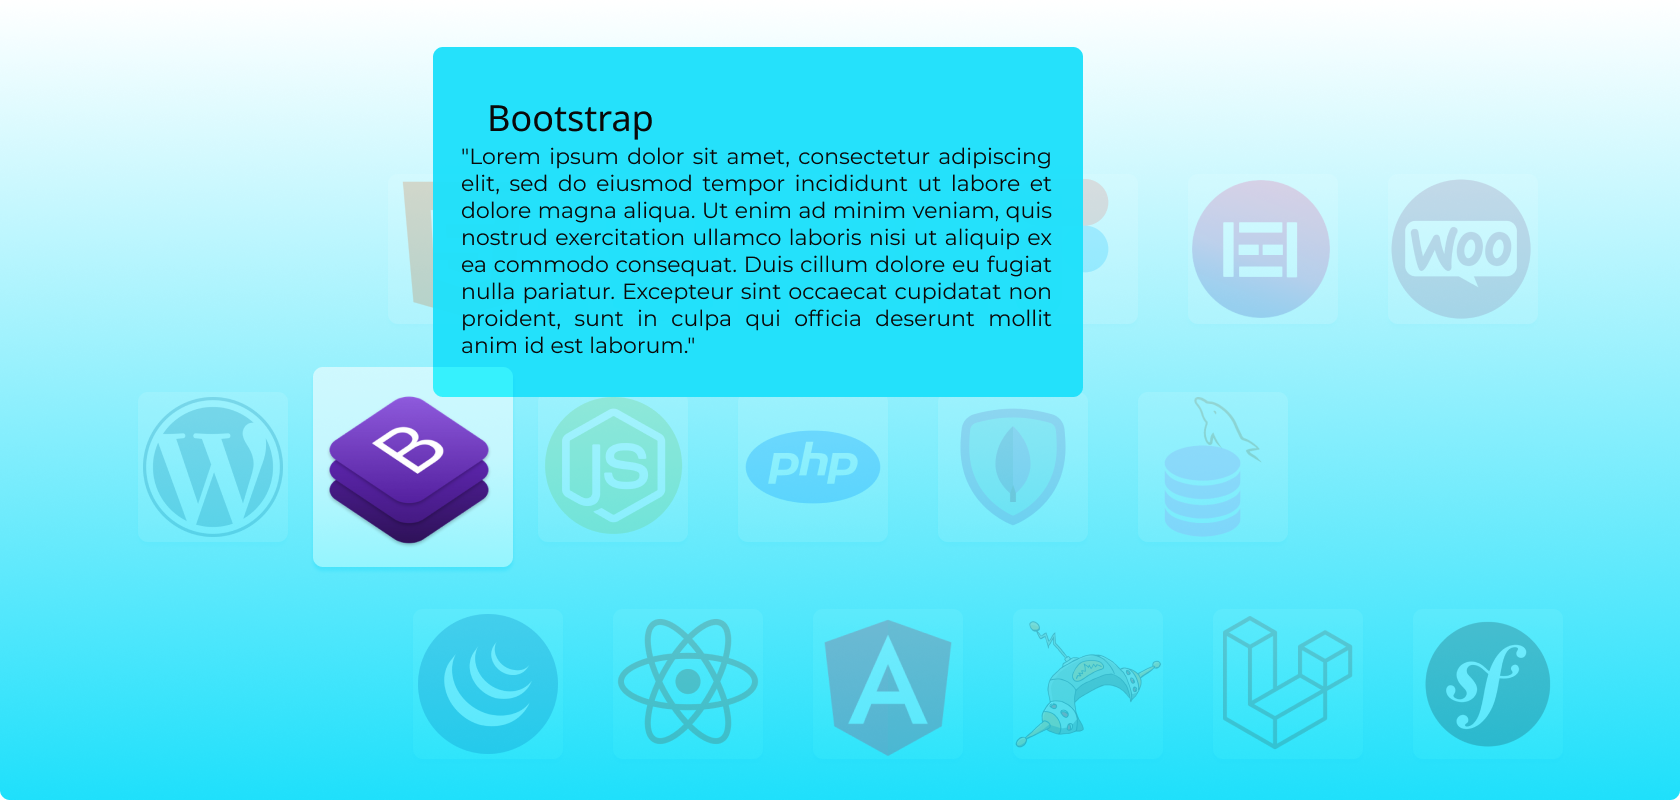 Bootstrap
"Lorem ipsum dolor sit amet, consectetur adipiscing
elit, sed do eiusmod tempor incididunt ut labore et
dolore magna aliqua. Ut enim ad minim veniam, quis
nostrud exercitation ullamco laboris nisi ut aliquip ex
ea commodo consequat. Duis cillum dolore eu fugiat
nulla pariatur. Excepteur sint occaecat cupidatat non
proident, sunt in culpa qui officia deserunt mollit
anim id est laborum."
Woo
W
B
JS
php
A
sf